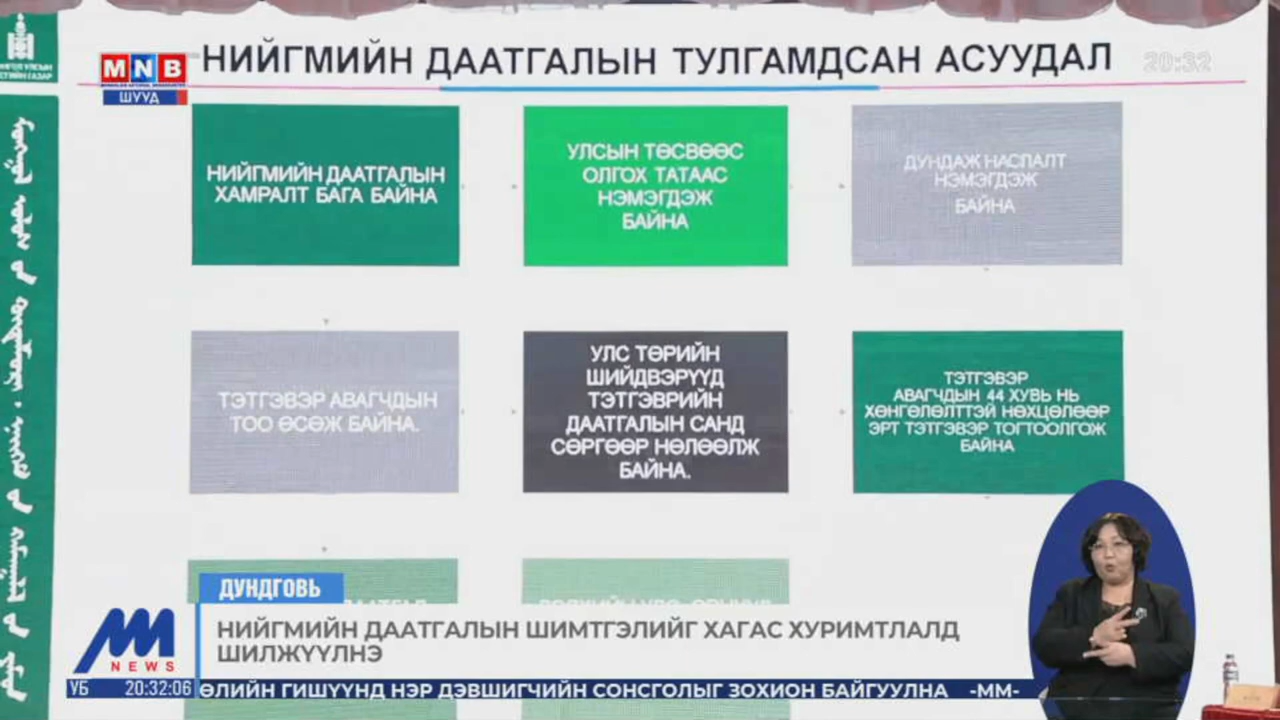 НИЙГМИЙН ДААТГАЛЫН ТУЛГАМДСАН АСУУДАЛ
20:32
MNB
ШУУД
НИЙГМИЙН ДААТГАЛЫН
ХАМРАЛТ БАГА БАЙНА
УЛСЫН ТӨСВӨӨС
ОЛГОХ ТАТААС
НЭМЭГДЭЖ
БАЙНА
ДУНДАЖ НАСЛАЛТ
НЭМЭГДЭЖ
БАЙНА
ТЭТГЭВЭР АВАГЧДЫН
ТОО ӨСӨЖ БАЙНА.
УЛС ТӨРИЙН
ШИЙДВЭРҮҮД
ТЭТГЭВРИЙН
ДААТГАЛЫН САНД
СӨРГӨӨР НӨЛӨӨЛЖ
БАЙНА.
ТЭТГЭВЭР
АВАГЧДЫН 44 ХУВЬ НЬ
ХӨНГӨЛӨЛТТЭЙ НӨХЦӨЛӨӨР
ЭРТ ТЭТГЭВЭР ТОГТООЛГОЖ
БАЙНА
ДУНДГОВЬ
НИЙГМИЙН ДААТГАЛЫН ШИМТГЭЛИЙГ ХАГАС ХУРИМТЛАЛД
ШИЛЖҮҮЛНЭ
MM
NEWS
УБ 20:32:06 ӨЛИЙН ГИШҮҮНД НЭР ДЭВШИГЧИЙН СОНСГОЛЫГ ЗОХИОН БАЙГУУЛНА -ММ-